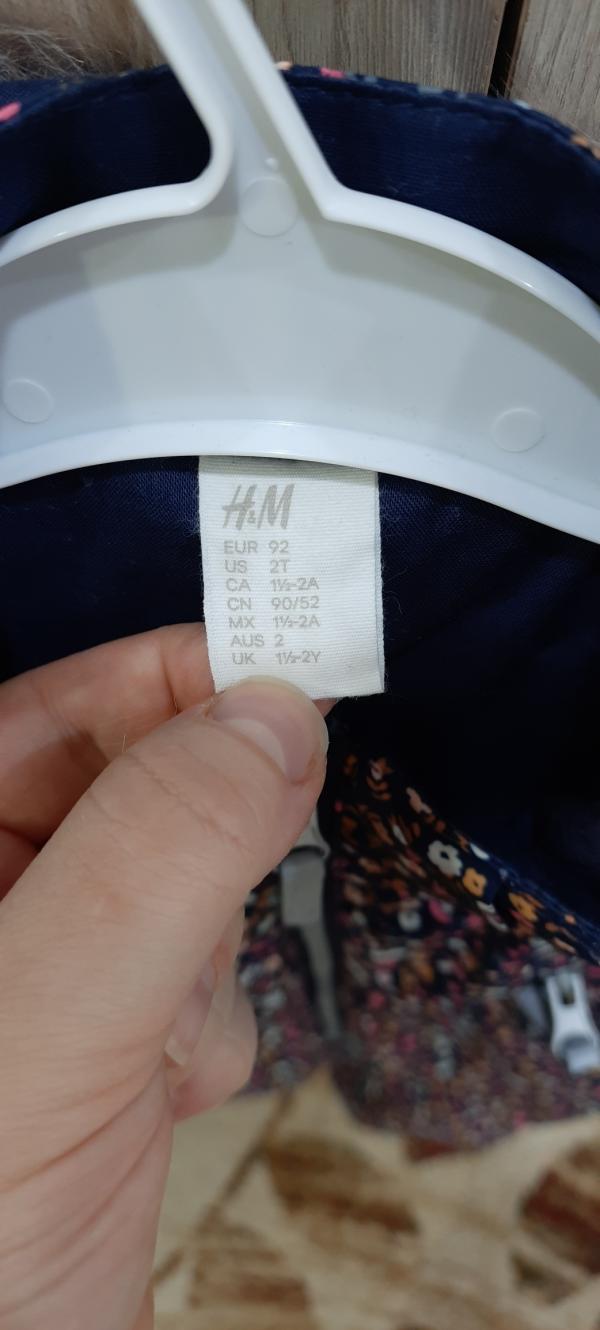 H&M
EUR 92
US 2T
CA 1½-2A
CN 90/52
MX 1½-2A
AUS 2
UK 1½-2Y